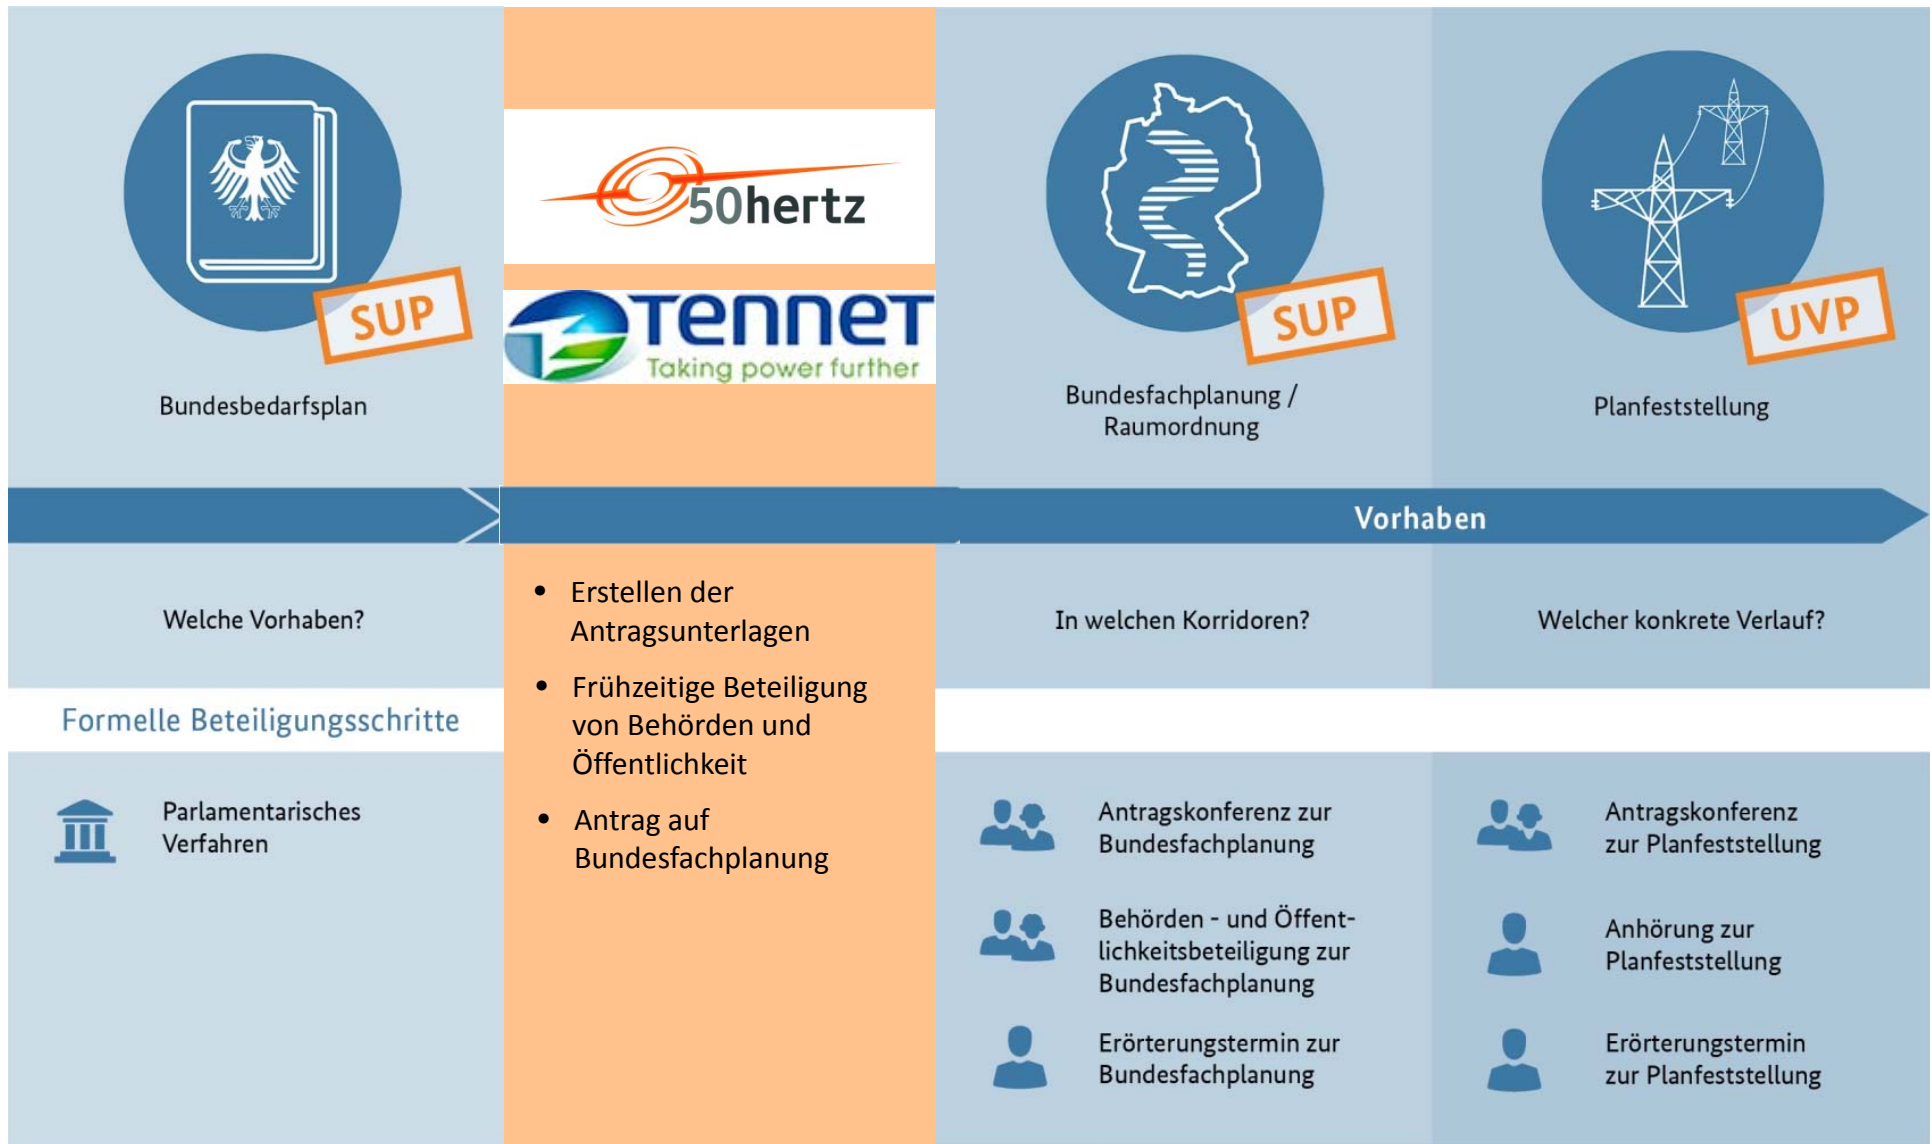 SUP
Bundesbedarfsplan
50hertz
TenneT
Taking power further
SUP
Bundesfachplanung /
Raumordnung
UVP
Planfeststellung
Vorhaben
Welche Vorhaben?
Formelle Beteiligungsschritte
Parlamentarisches
Verfahren
• Erstellen der
Antragsunterlagen
• Frühzeitige Beteiligung
von Behörden und
Öffentlichkeit
• Antrag auf
Bundesfachplanung
In welchen Korridoren?
Antragskonferenz zur
Bundesfachplanung
Behörden - und Öffent-
lichkeitsbeteiligung zur
Bundesfachplanung
Erörterungstermin zur
Bundesfachplanung
Welcher konkrete Verlauf?
Antragskonferenz
zur Planfeststellung
Anhörung zur
Planfeststellung
Erörterungstermin
zur Planfeststellung